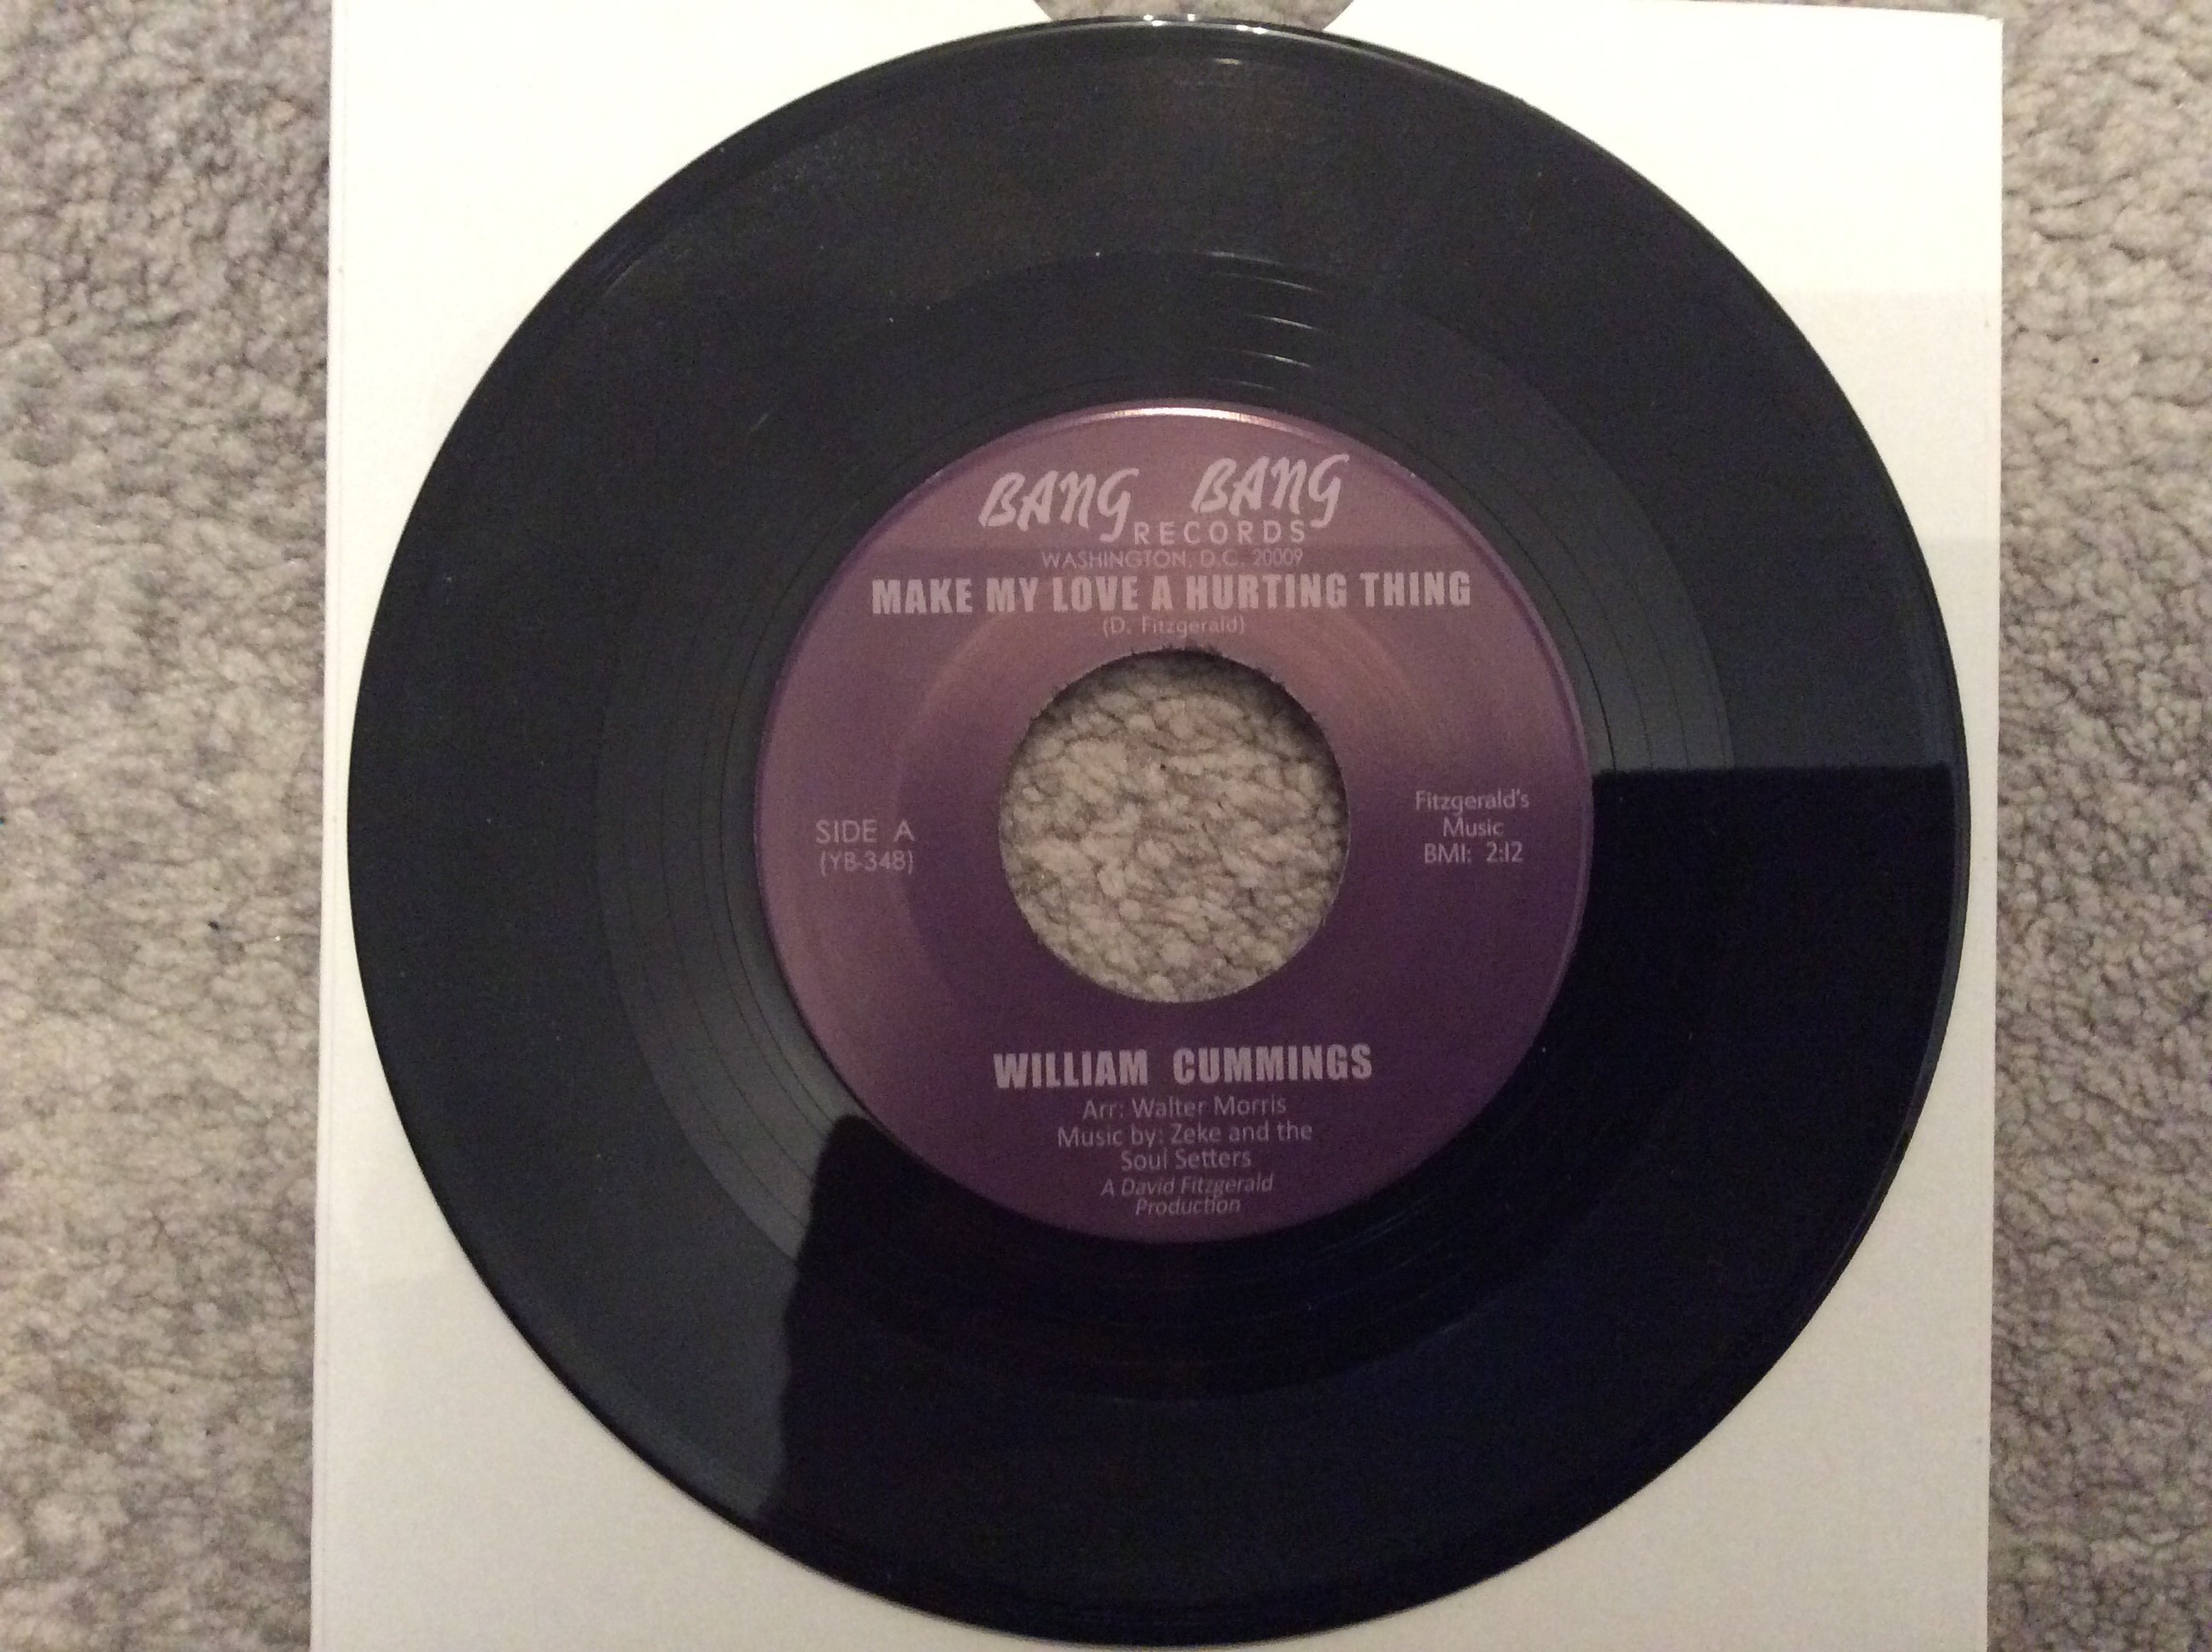 BANG BANG
RECORDS
WASHINGTON, D.C. 20009
MAKE MY LOVE A HURTING THING
(D. Fitzgerald)
SIDE A
(YB-348)
Fitzgerald's
Music
BMI: 2:12
WILLIAM CUMMINGS
Arr: Walter Morris
Music by: Zeke and the
Soul Setters
A David Fitzgerald
Production